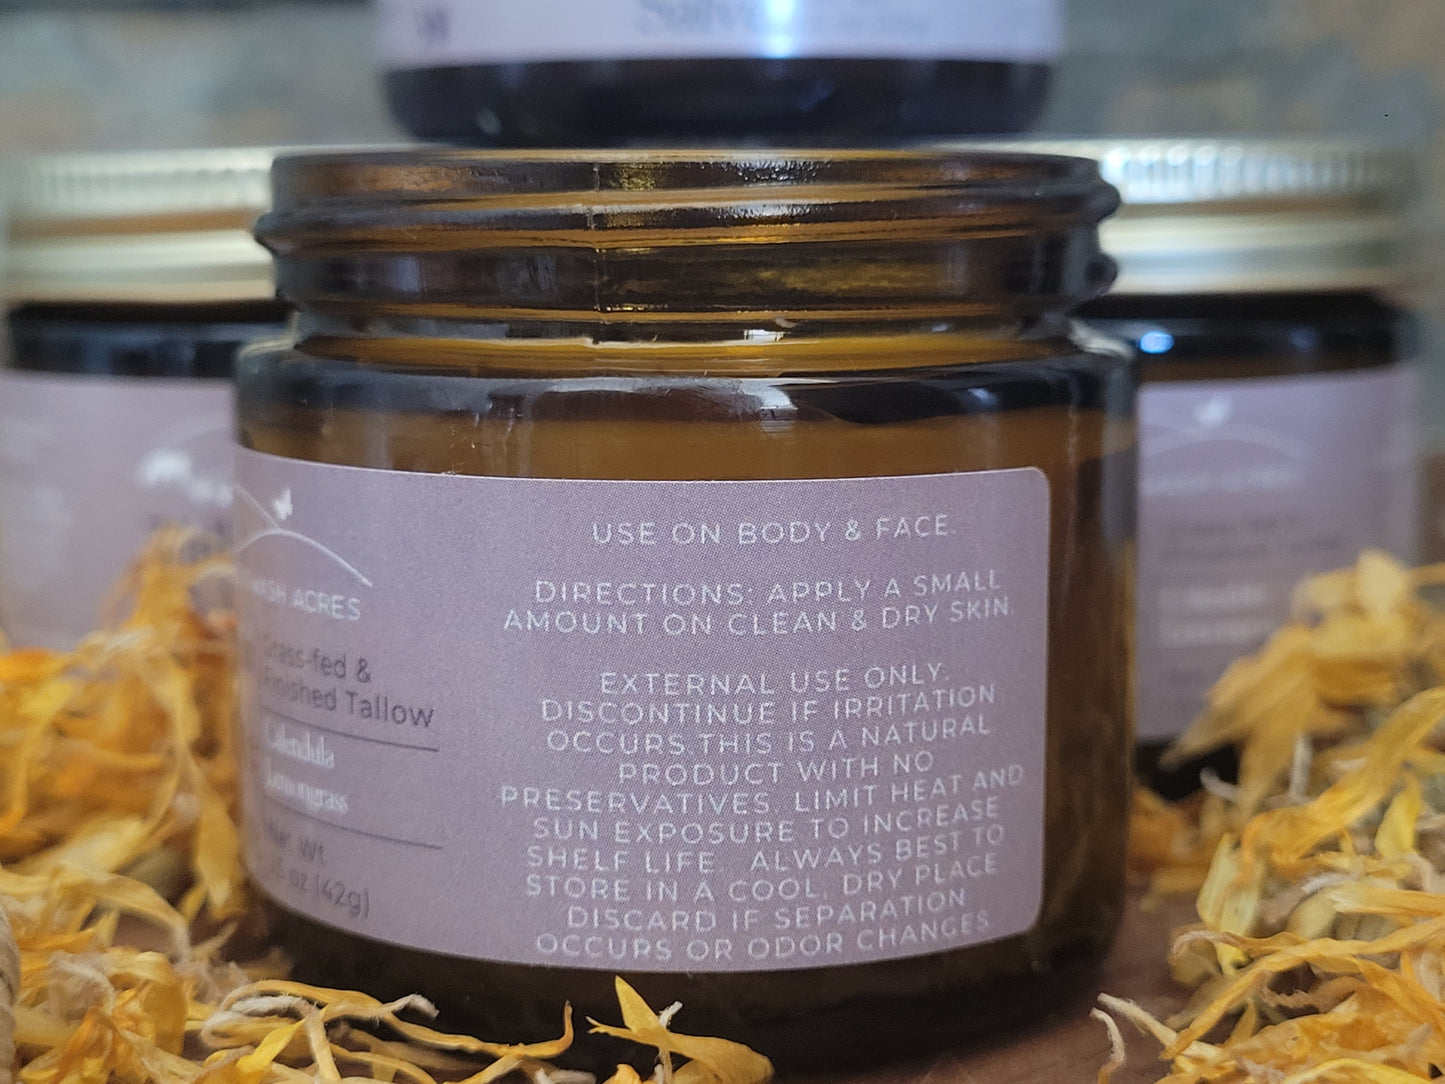 Salve
ACRES
Grass-fed &
Finished Tallow
Calendula
Lemongrass
Net Wt
oz (42g)
USE ON BODY & FACE.
DIRECTIONS: APPLY A SMALL
AMOUNT ON CLEAN & DRY SKIN.
EXTERNAL USE ONLY.
DISCONTINUE IF IRRITATION
OCCURS. THIS IS A NATURAL
PRODUCT WITH NO
PRESERVATIVES. LIMIT HEAT AND
SUN EXPOSURE TO INCREASE
SHELF LIFE. ALWAYS BEST TO
STORE IN A COOL, DRY PLACE
DISCARD IF SEPARATION
OCCURS OR ODOR CHANGES.